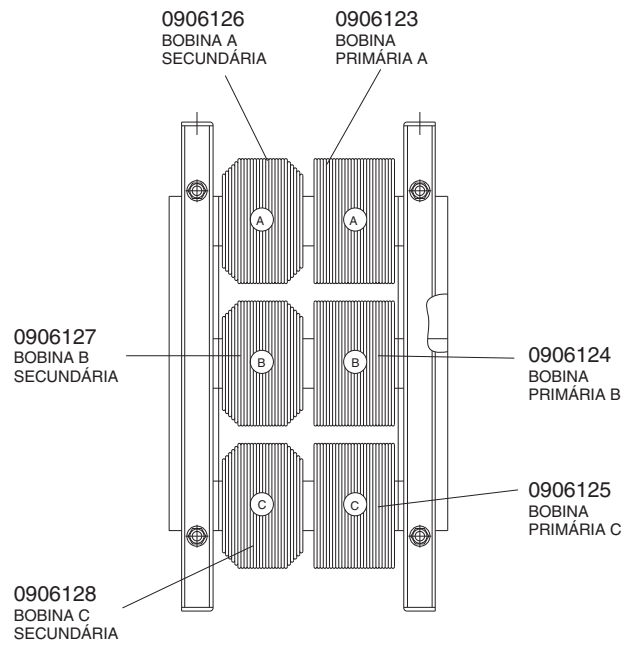 0906126
BOBINA A
SECUNDÁRIA
0906123
BOBINA
PRIMÁRIA A
A
A
0906127
BOBINA B
SECUNDÁRIA
B
B
0906124
BOBINA
PRIMÁRIA B
C
C
0906125
BOBINA
PRIMÁRIA C
0906128
BOBINA C
SECUNDÁRIA